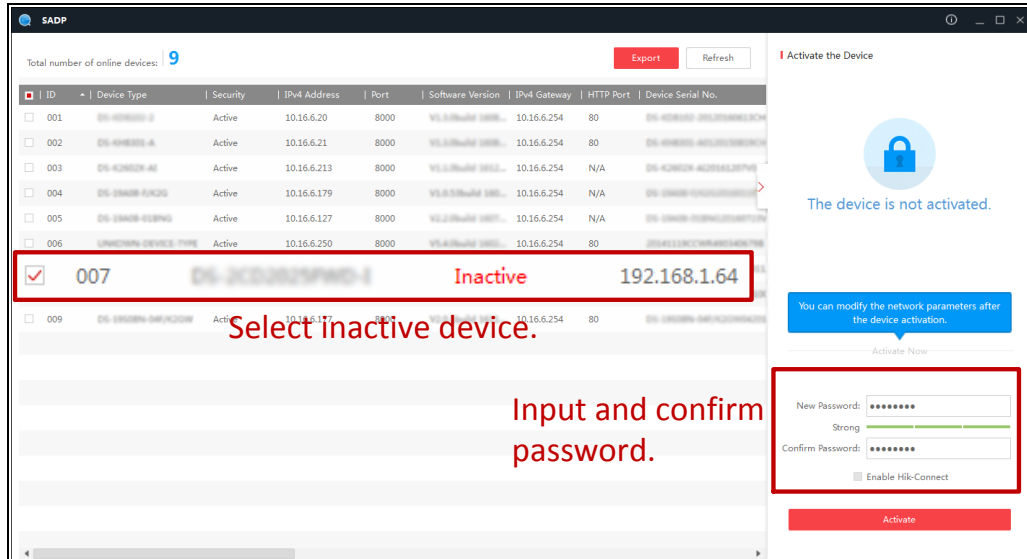 SADP
Total number of online devices: 9
Export
Refresh
ID | Device Type | Security | IPv4 Address | Port | Software Version | IPv4 Gateway | HTTP Port | Device Serial No.
001 Active 10.16.6.20 8000 10.16.6.254 80
002 Active 10.16.6.21 8000 10.16.6.254 80
003 Active 10.16.6.213 8000 10.16.6.254 N/A
004 Active 10.16.6.179 8000 10.16.6.254 N/A
005 Active 10.16.6.127 8000 10.16.6.254 N/A
006 UNKOWN-DEVICE-TYPE Active 10.16.6.250 8000 10.16.6.254 80
007 Inactive 192.168.1.64
009 Active 8000 10.16.6.254 80
Select inactive device.
Input and confirm
password.
Activate the Device
The device is not activated.
You can modify the network parameters after
the device activation.
Activate Now
New Password: ●●●●●●●●
Strong
Confirm Password: ●●●●●●●●
Enable Hik-Connect
Activate